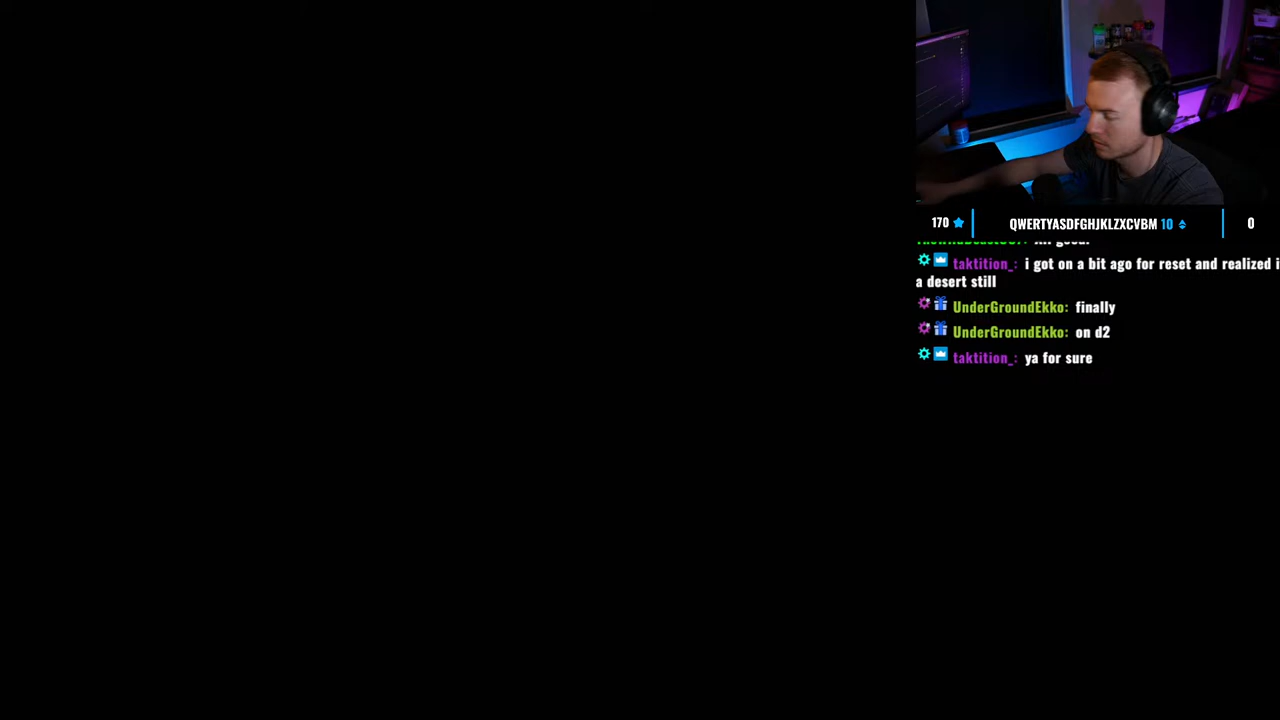 170 QWERTYASDFGHJKLZXCVBM 10 0
taktition_: i got on a bit ago for reset and realized i
a desert still
UnderGroundEkko: finally
UnderGroundEkko: on d2
taktition_: ya for sure